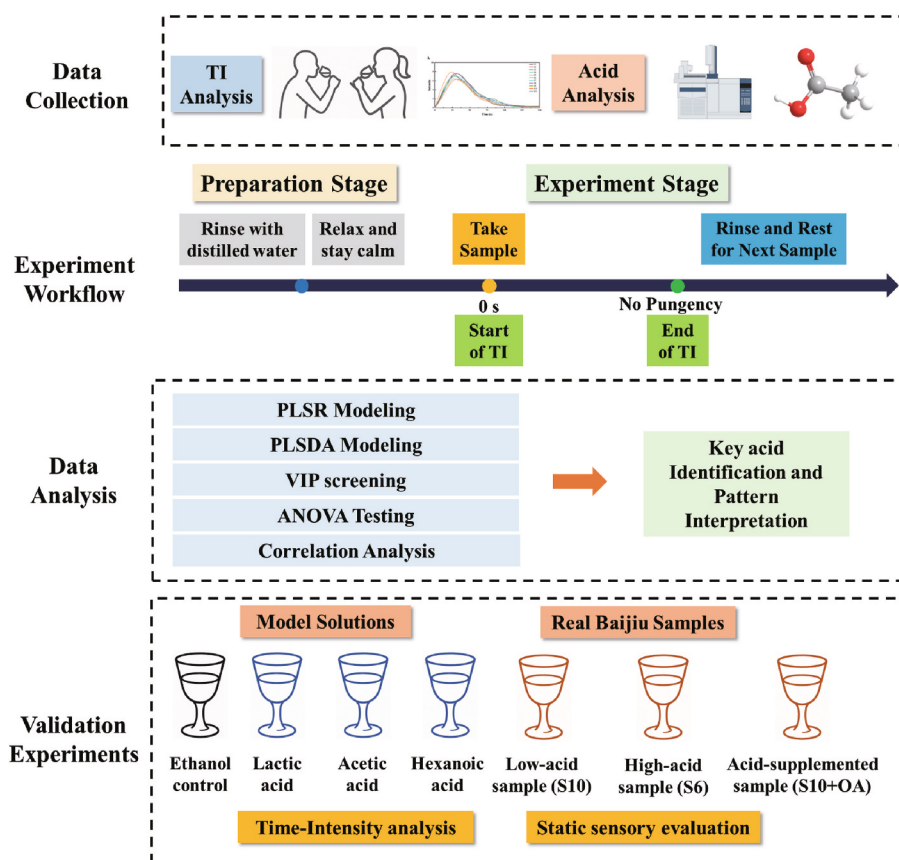 Data
Collection
TI
Analysis
Acid
Analysis
Experiment
Workflow
Preparation Stage
Experiment Stage
Rinse with
distilled water
Relax and
stay calm
Take
Sample
Rinse and Rest
for Next Sample
0 s
No Pungency
Start
of TI
End
of TI
Data
Analysis
PLSR Modeling
PLSDA Modeling
VIP screening
ANOVA Testing
Correlation Analysis
Key acid
Identification and
Pattern
Interpretation
Validation
Experiments
Model Solutions
Real Baijiu Samples
Ethanol
control
Lactic
acid
Acetic
acid
Hexanoic
acid
Low-acid
sample (S10)
High-acid
sample (S6)
Acid-supplemented
sample (S10+OA)
Time-Intensity analysis
Static sensory evaluation